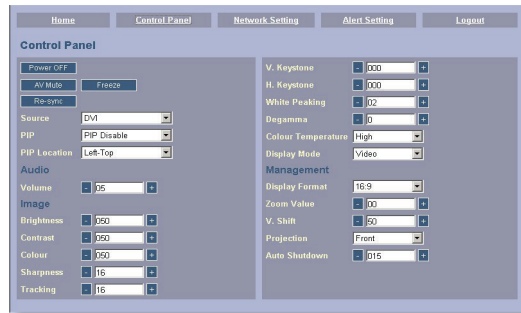 Home Control Panel Network Setting Alert Setting Logout
Control Panel
Power OFF
AV Mute Freeze
Re-sync
Source DVI
PIP PIP Disable
PIP Location Left-Top
Audio
Volume - 05 +
Image
Brightness - 050 +
Contrast - 050 +
Colour - 050 +
Sharpness - 16 +
Tracking - 16 +
V. Keystone - 000 +
H. Keystone - 000 +
White Peaking - 02 +
Degamma - 0 +
Colour Temperature High
Display Mode Video
Management
Display Format 16:9
Zoom Value - 00 +
V. Shift - 50 +
Projection Front
Auto Shutdown - 015 +